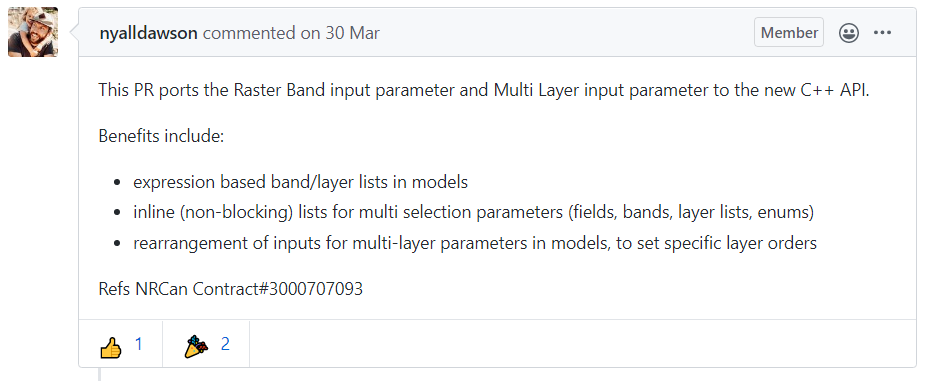 nyalldawson commented on 30 Mar
Member
This PR ports the Raster Band input parameter and Multi Layer input parameter to the new C++ API.
Benefits include:
expression based band/layer lists in models
inline (non-blocking) lists for multi selection parameters (fields, bands, layer lists, enums)
rearrangement of inputs for multi-layer parameters in models, to set specific layer orders
Refs NRCan Contract#3000707093
1
2